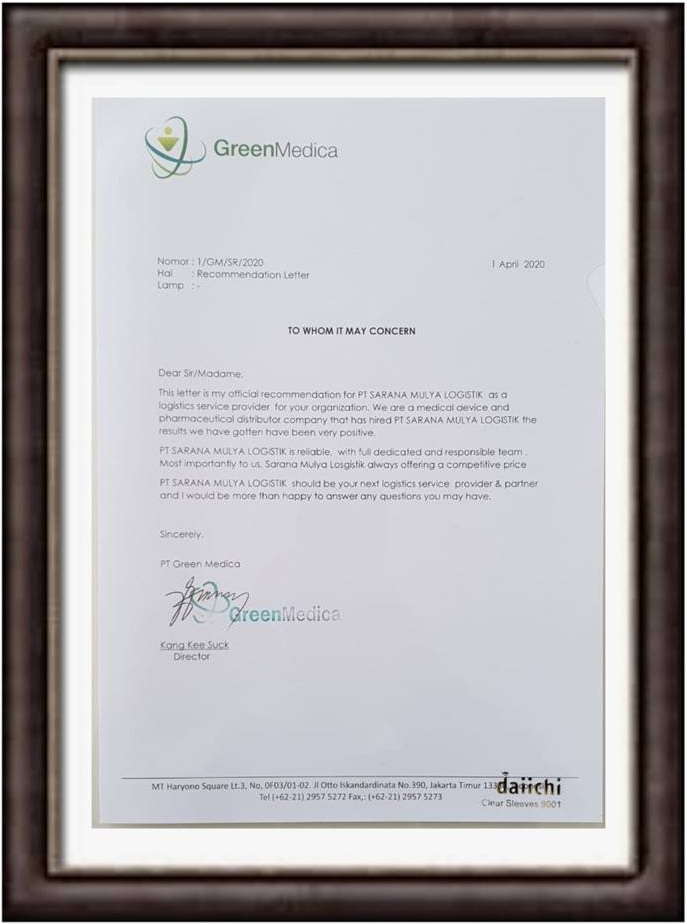 GreenMedica
Nomor : 1/GM/SR/2020
1 April 2020
Hal : Recommendation Letter
Lamp : -
TO WHOM IT MAY CONCERN
Dear Sir/Madame,
This letter is my official recommendation for PT SARANA MULYA LOGISTIK as a
logistics service provider for your organization. We are a medical device and
pharmaceutical distributor company that has hired PT SARANA MULYA LOGISTIK the
results we have gotten have been very positive.
PT SARANA MULYA LOGISTIK is reliable, with full dedicated and responsible team .
Most importantly to us, Sarana Mulya Losgistik always offering a competitive price
PT SARANA MULYA LOGISTIK should be your next logistics service provider & partner
and I would be more than happy to answer any questions you may have.
Sincerely,
PT Green Medica
GreenMedica
Kang Kee Suck
Director
MT Haryono Square Lt.3, No, 0F03/01-02. Jl Otto Iskandardinata No.390, Jakarta Timur
Tel (+62-21) 2957 5272 Fax,: (+62-21) 2957 5273
daiichi
Clear Sleeves 9001